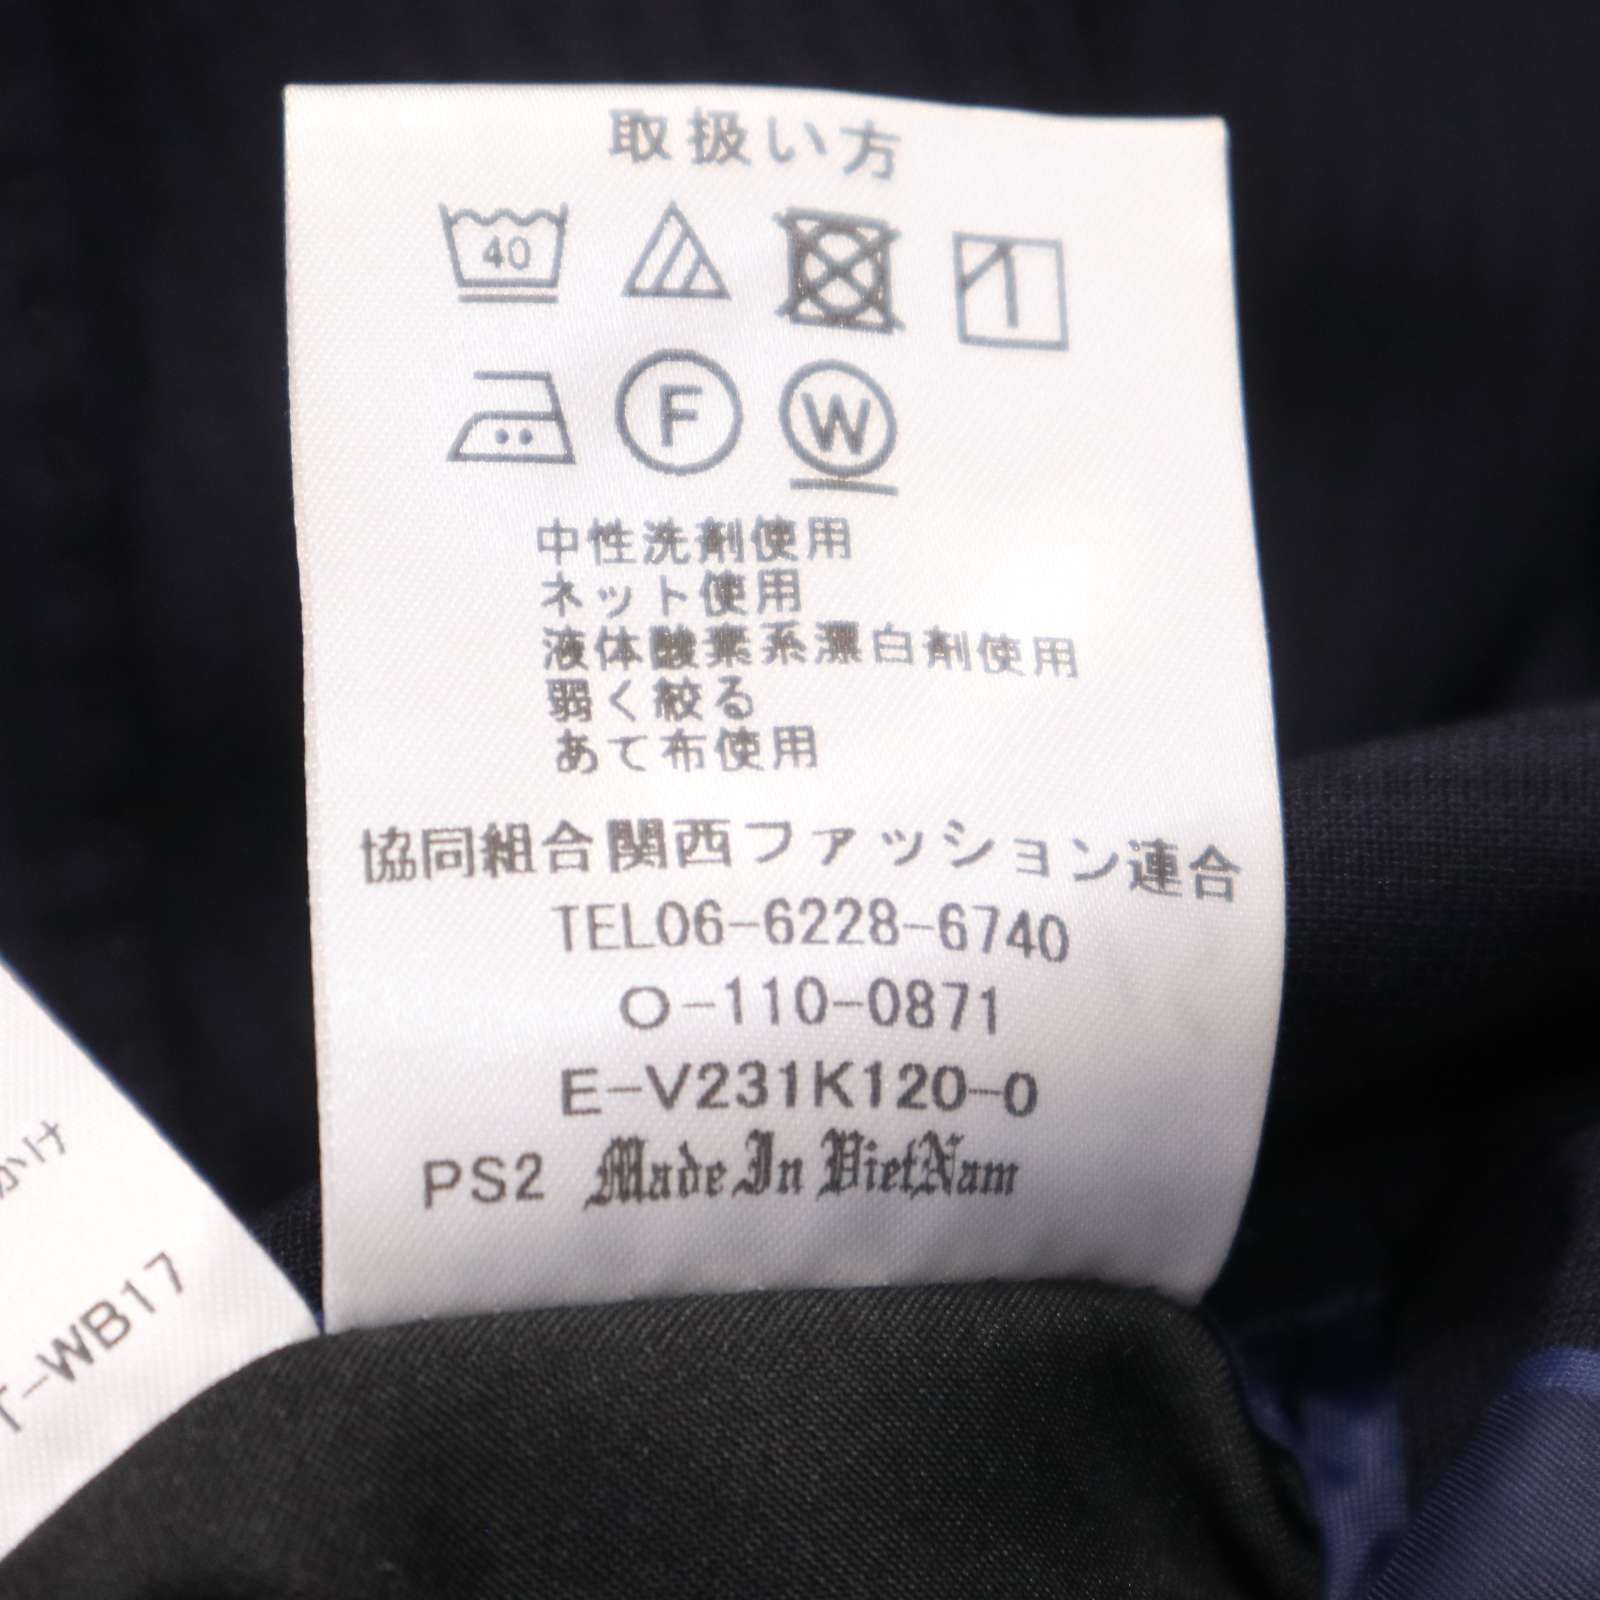 取扱い方
40
F W
中性洗剤使用
ネット使用
液体酸素系漂白剤使用
弱く絞る
あて布使用
協同組合関西ファッション連合
TEL06-6228-6740
O-110-0871
E-V231K120-0
PS2 Made In VietNam
かけ
T-WB17